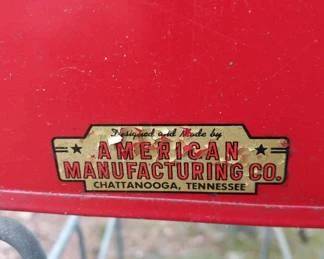 Designed and Made by
AMERICAN
MANUFACTURING CO.
CHATTANOOGA, TENNESSEE